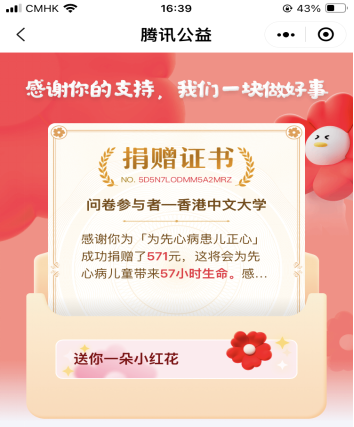 CMHK 16:39 43%
腾讯公益
感谢你的支持，我们一块做好事
捐赠证书
NO. 5D5N7LODMM5A2MRZ
问卷参与者—香港中文大学
感谢你为「为先心病患儿正心」
成功捐赠了571元，这将会为先
心病儿童带来57小时生命。感...
送你一朵小红花